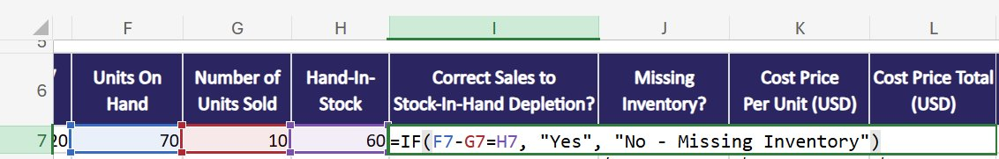 F G H I J K L
5
6
Units On
Hand
Number of
Units Sold
Hand-In-
Stock
Correct Sales to
Stock-In-Hand Depletion?
Missing
Inventory?
Cost Price
Per Unit (USD)
Cost Price Total
(USD)
7 20 70 10 60 =IF(F7-G7=H7, "Yes", "No - Missing Inventory")